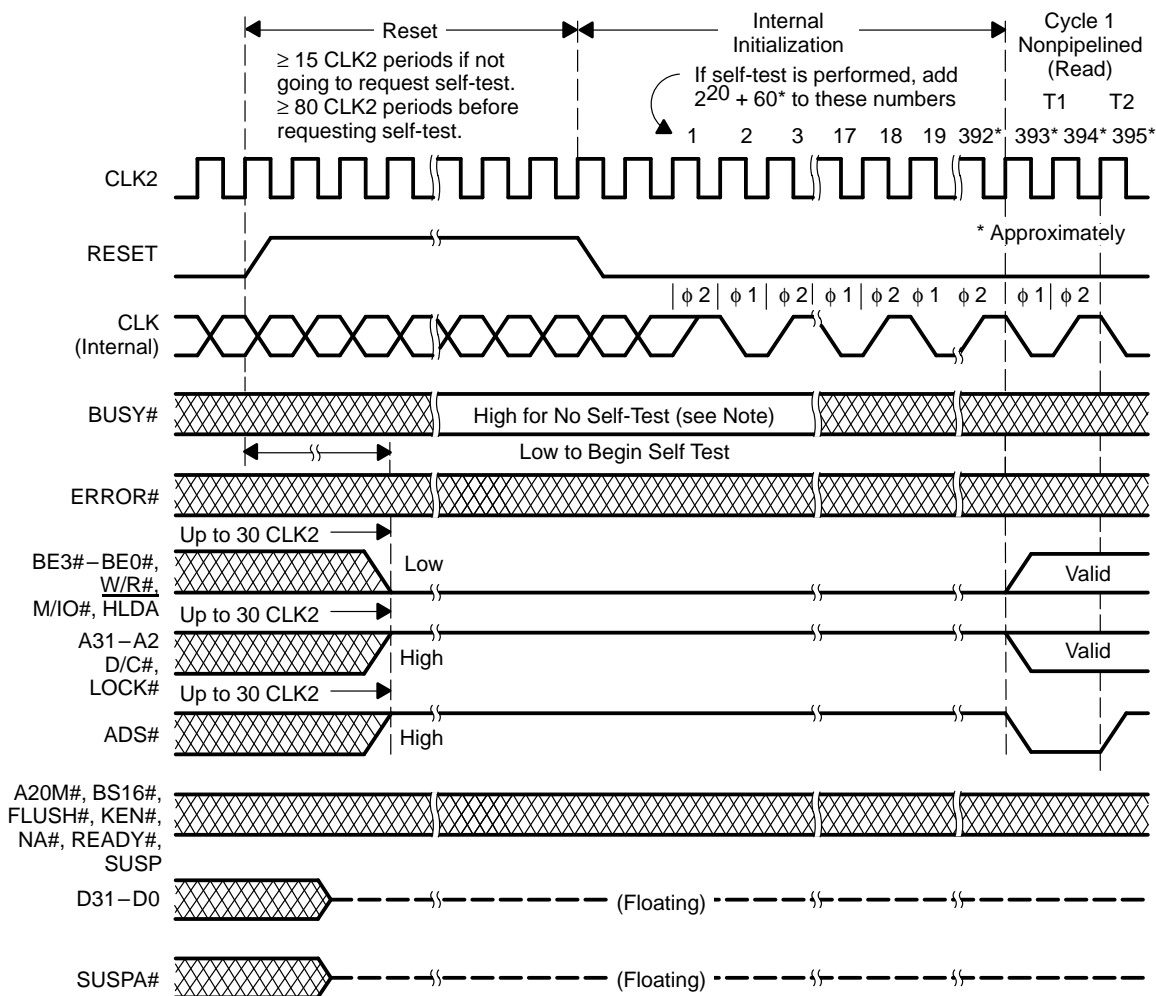 Reset
≥ 15 CLK2 periods if not
going to request self-test.
≥ 80 CLK2 periods before
requesting self-test.
Internal
Initialization
If self-test is performed, add
2^20 + 60* to these numbers
Cycle 1
Nonpipelined
(Read)
T1 T2
1 2 3 17 18 19 392* 393* 394* 395*
CLK2
* Approximately
RESET
ϕ 2 ϕ 1 ϕ 2 ϕ 1 ϕ 2 ϕ 1 ϕ 2 ϕ 1 ϕ 2
CLK
(Internal)
BUSY#
High for No Self-Test (see Note)
Low to Begin Self Test
ERROR#
Up to 30 CLK2
BE3#–BE0#,
W/R#,
M/IO#, HLDA
Low
Valid
Up to 30 CLK2
A31–A2
D/C#,
LOCK#
High
Valid
Up to 30 CLK2
ADS#
High
A20M#, BS16#,
FLUSH#, KEN#,
NA#, READY#,
SUSP
D31–D0
(Floating)
SUSPA#
(Floating)